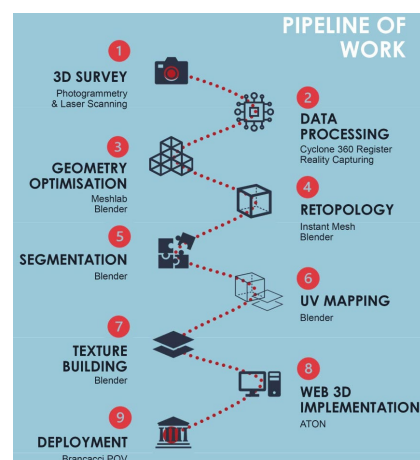 PIPELINE OF
WORK
1
3D SURVEY
Photogrammetry
& Laser Scanning
2
DATA
PROCESSING
Cyclone 360 Register
Reality Capturing
3
GEOMETRY
OPTIMISATION
Meshlab
Blender
4
RETOPOLOGY
Instant Mesh
Blender
5
SEGMENTATION
Blender
6
UV MAPPING
Blender
7
TEXTURE
BUILDING
Blender
8
WEB 3D
IMPLEMENTATION
ATON
9
DEPLOYMENT
Brancacci POV